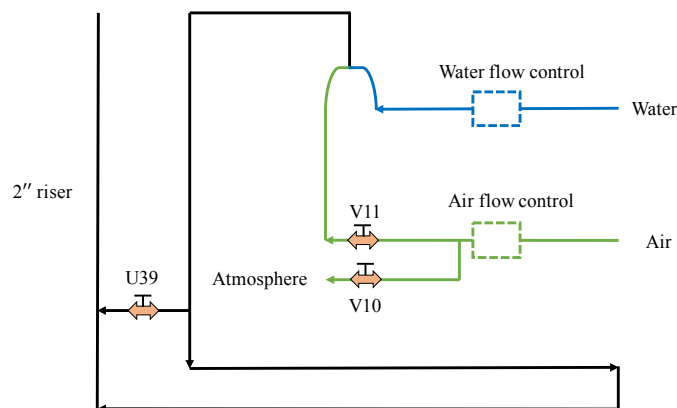 Water flow control
Water
2″ riser
V11
Air flow control
Air
U39
Atmosphere
V10